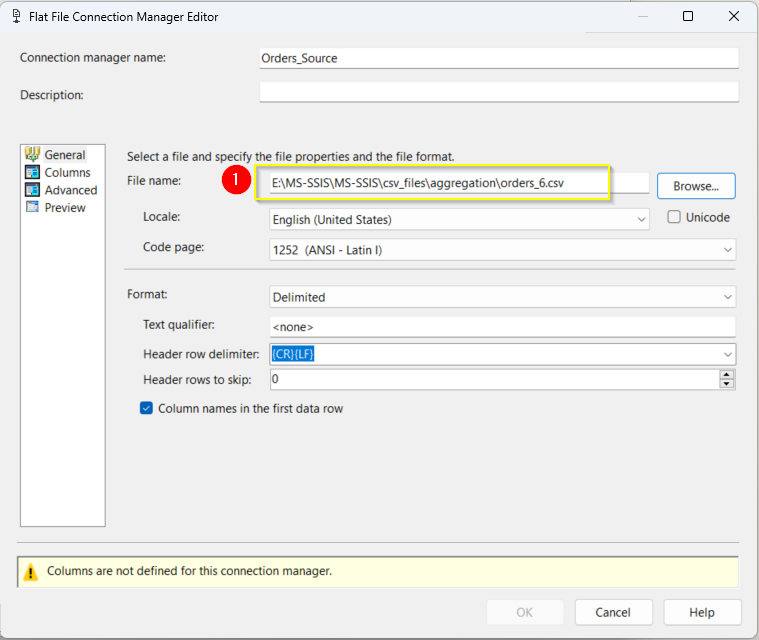 Flat File Connection Manager Editor
Connection manager name: Orders_Source
Description:
General
Columns
Advanced
Preview
Select a file and specify the file properties and the file format.
File name: 1 E:\MS-SSIS\MS-SSIS\csv_files\aggregation\orders_6.csv Browse...
Locale: English (United States) Unicode
Code page: 1252 (ANSI - Latin I)
Format: Delimited
Text qualifier: <none>
Header row delimiter: {CR}{LF}
Header rows to skip: 0
Column names in the first data row
Columns are not defined for this connection manager.
OK Cancel Help